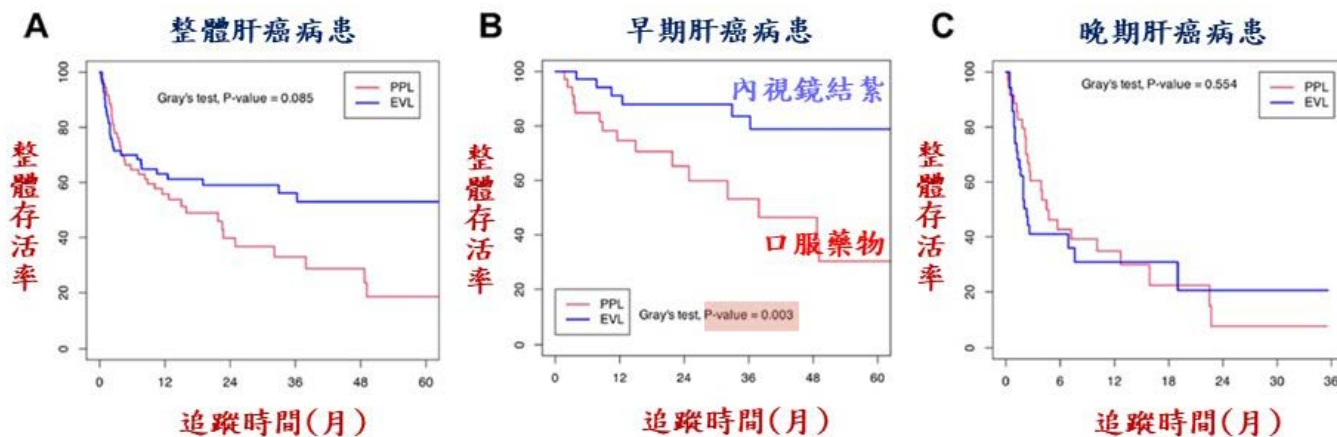 A
整體肝癌病患
整體存活率
100
80
60
40
20
0
Gray's test, P-value = 0.085
PPL
EVL
0 12 24 36 48 60
追蹤時間(月)
B
早期肝癌病患
整體存活率
100
80
60
40
20
0
內視鏡結紮
口服藥物
PPL
EVL
Gray's test, P-value = 0.003
0 12 24 36 48 60
追蹤時間(月)
C
晚期肝癌病患
整體存活率
100
80
60
40
20
0
Gray's test, P-value = 0.554
PPL
EVL
0 6 12 18 24 30 36
追蹤時間(月)